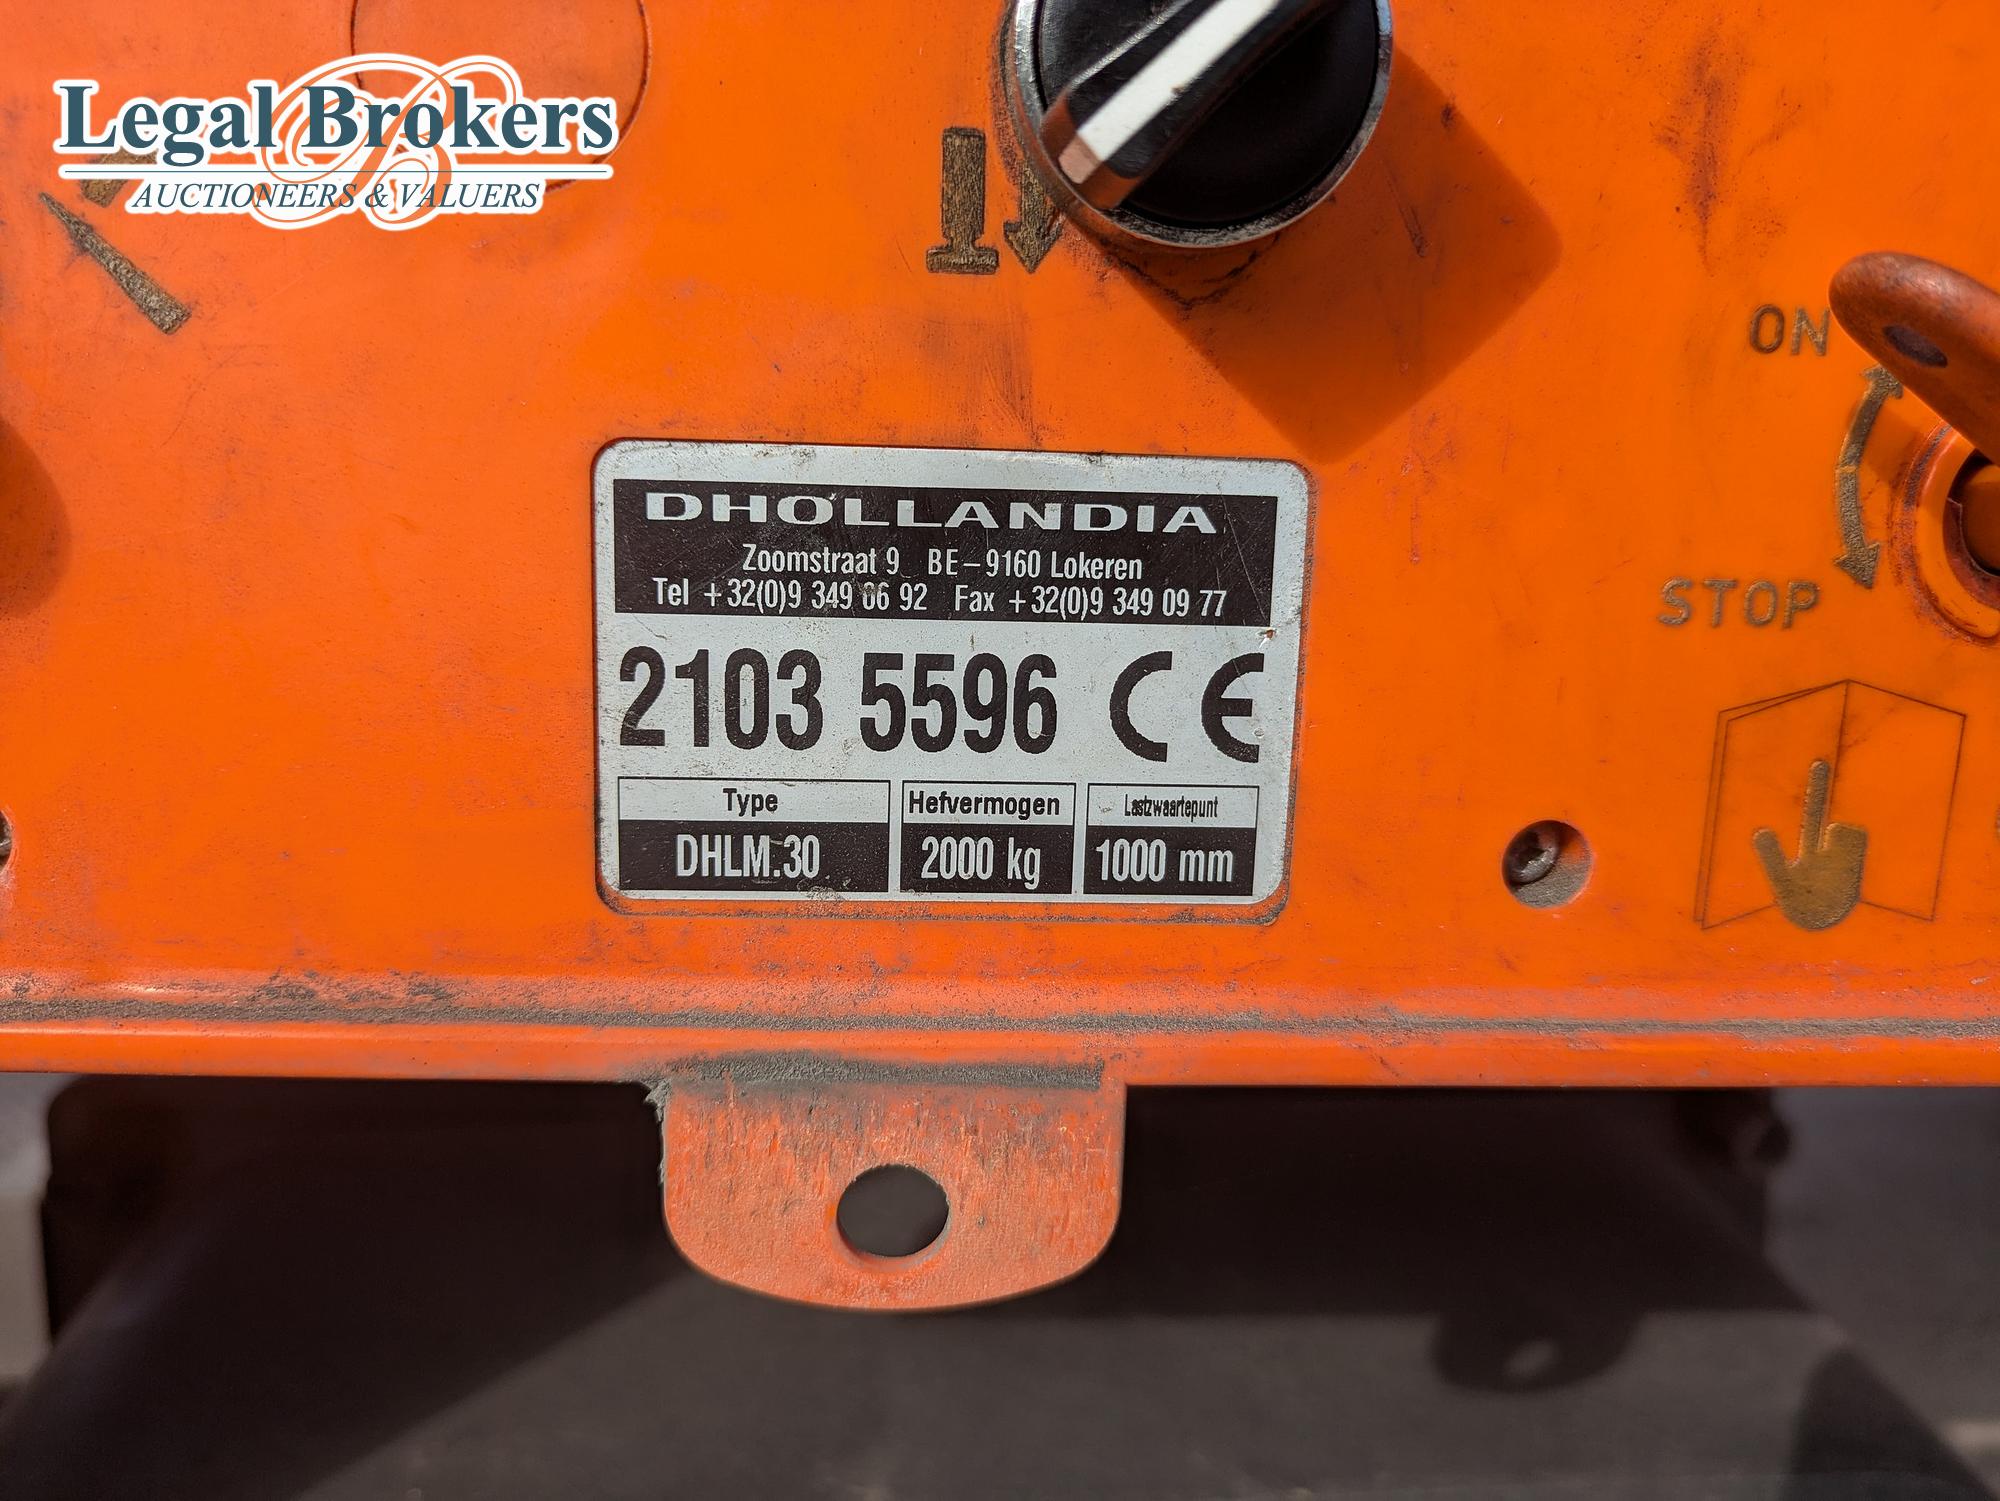 Legal Brokers
AUCTIONEERS & VALUERS
ON
STOP
DHOLLANDIA
Zoomstraat 9 BE-9160 Lokeren
Tel +32(0)9 349 06 92 Fax +32(0)9 349 09 77
2103 5596 CE
Type Hefvermogen Lastzwaartepunt
DHLM.30 2000 kg 1000 mm